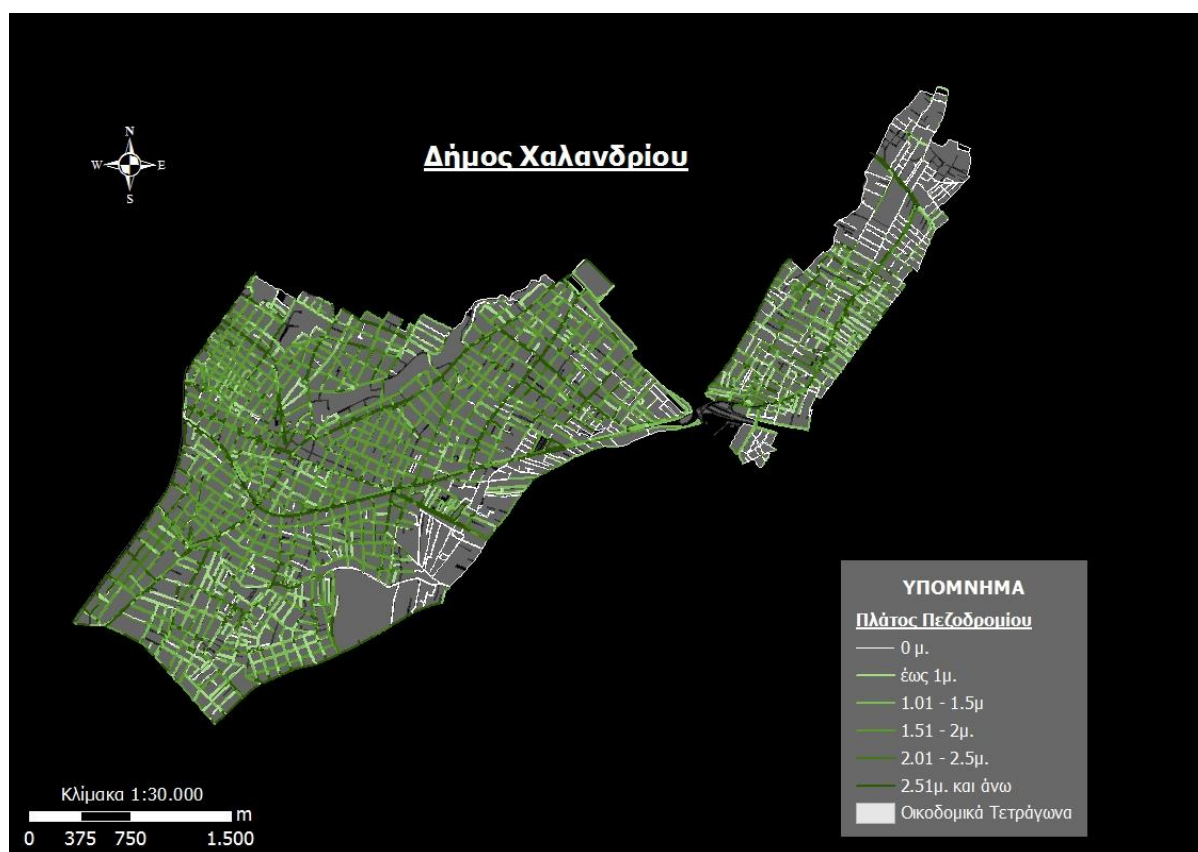 Δήμος Χαλανδρίου
N
W E
S
ΥΠΟΜΝΗΜΑ
Πλάτος Πεζοδρομίου
0 μ.
έως 1μ.
1.01 - 1.5μ
1.51 - 2μ.
2.01 - 2.5μ.
2.51μ. και άνω
Οικοδομικά Τετράγωνα
Κλίμακα 1:30.000
m
0 375 750 1.500